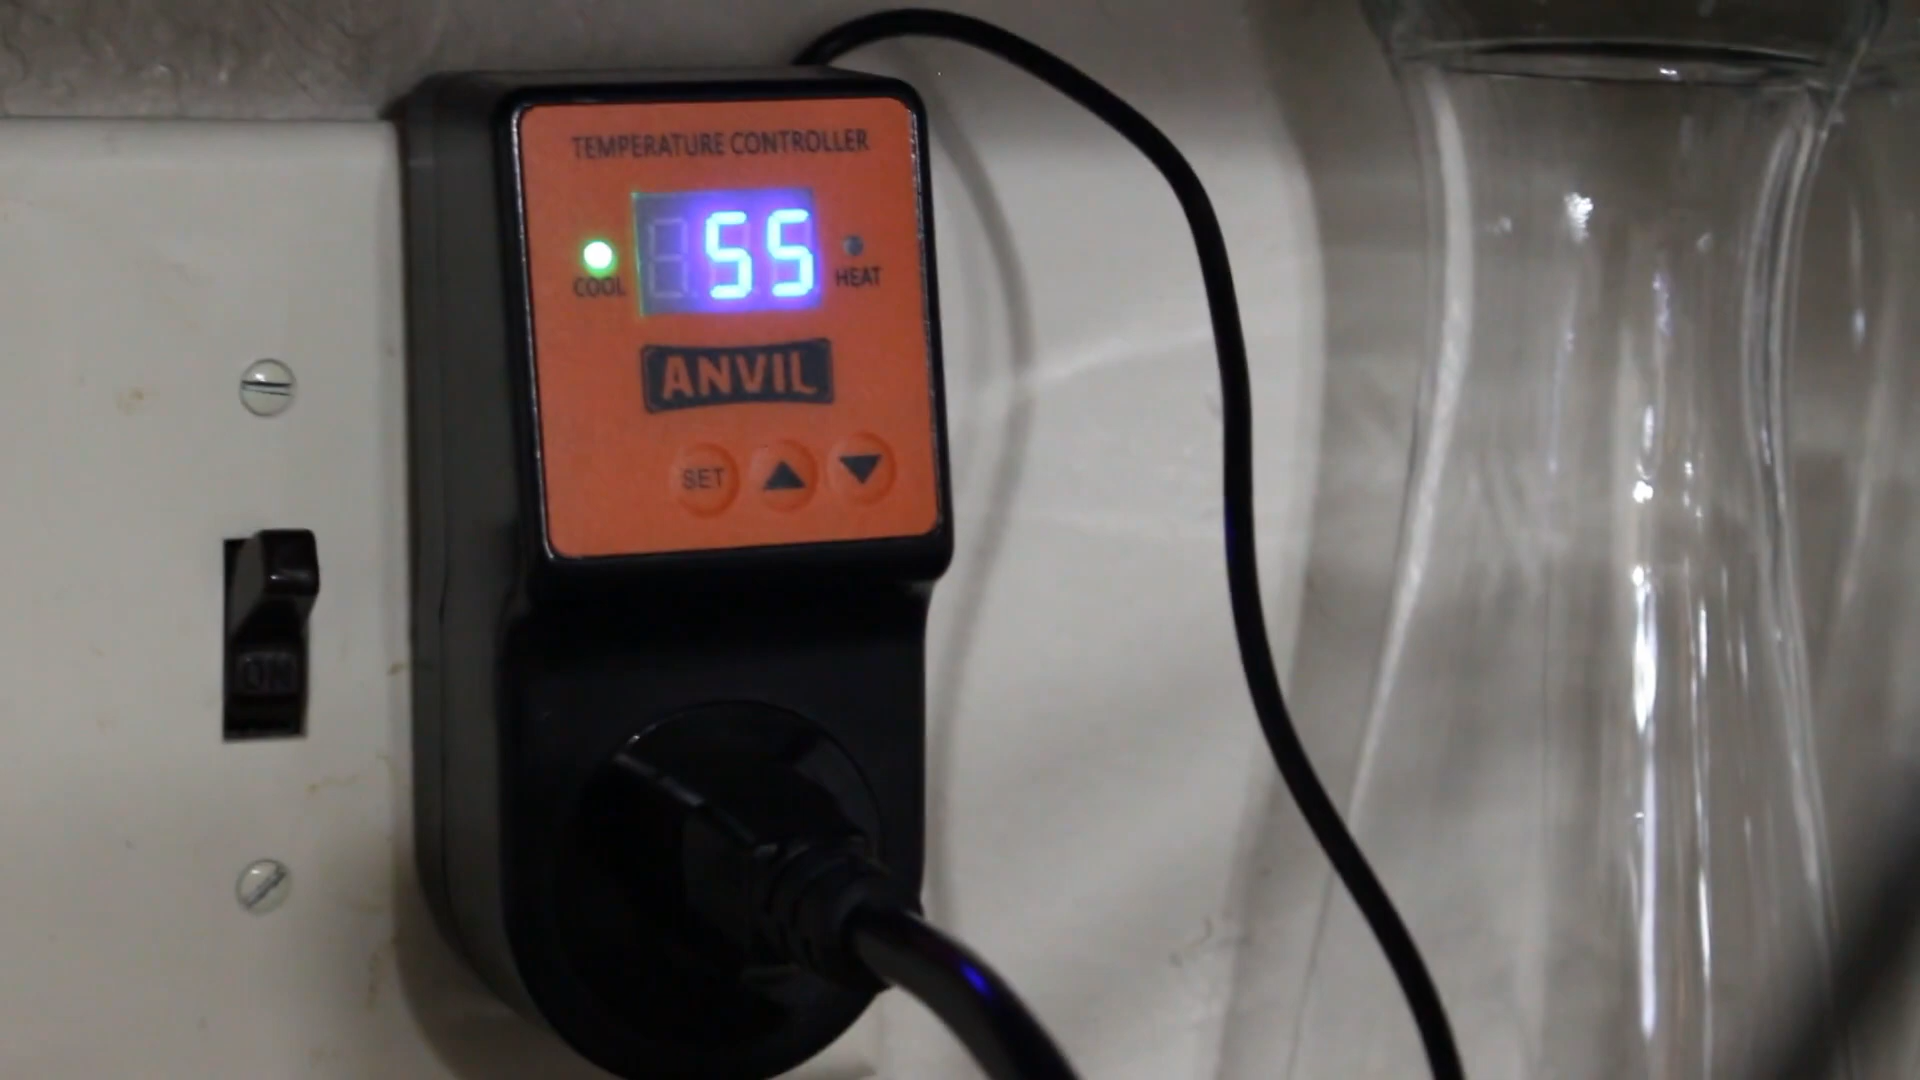 TEMPERATURE CONTROLLER
55
COOL
HEAT
ANVIL
SET
ON